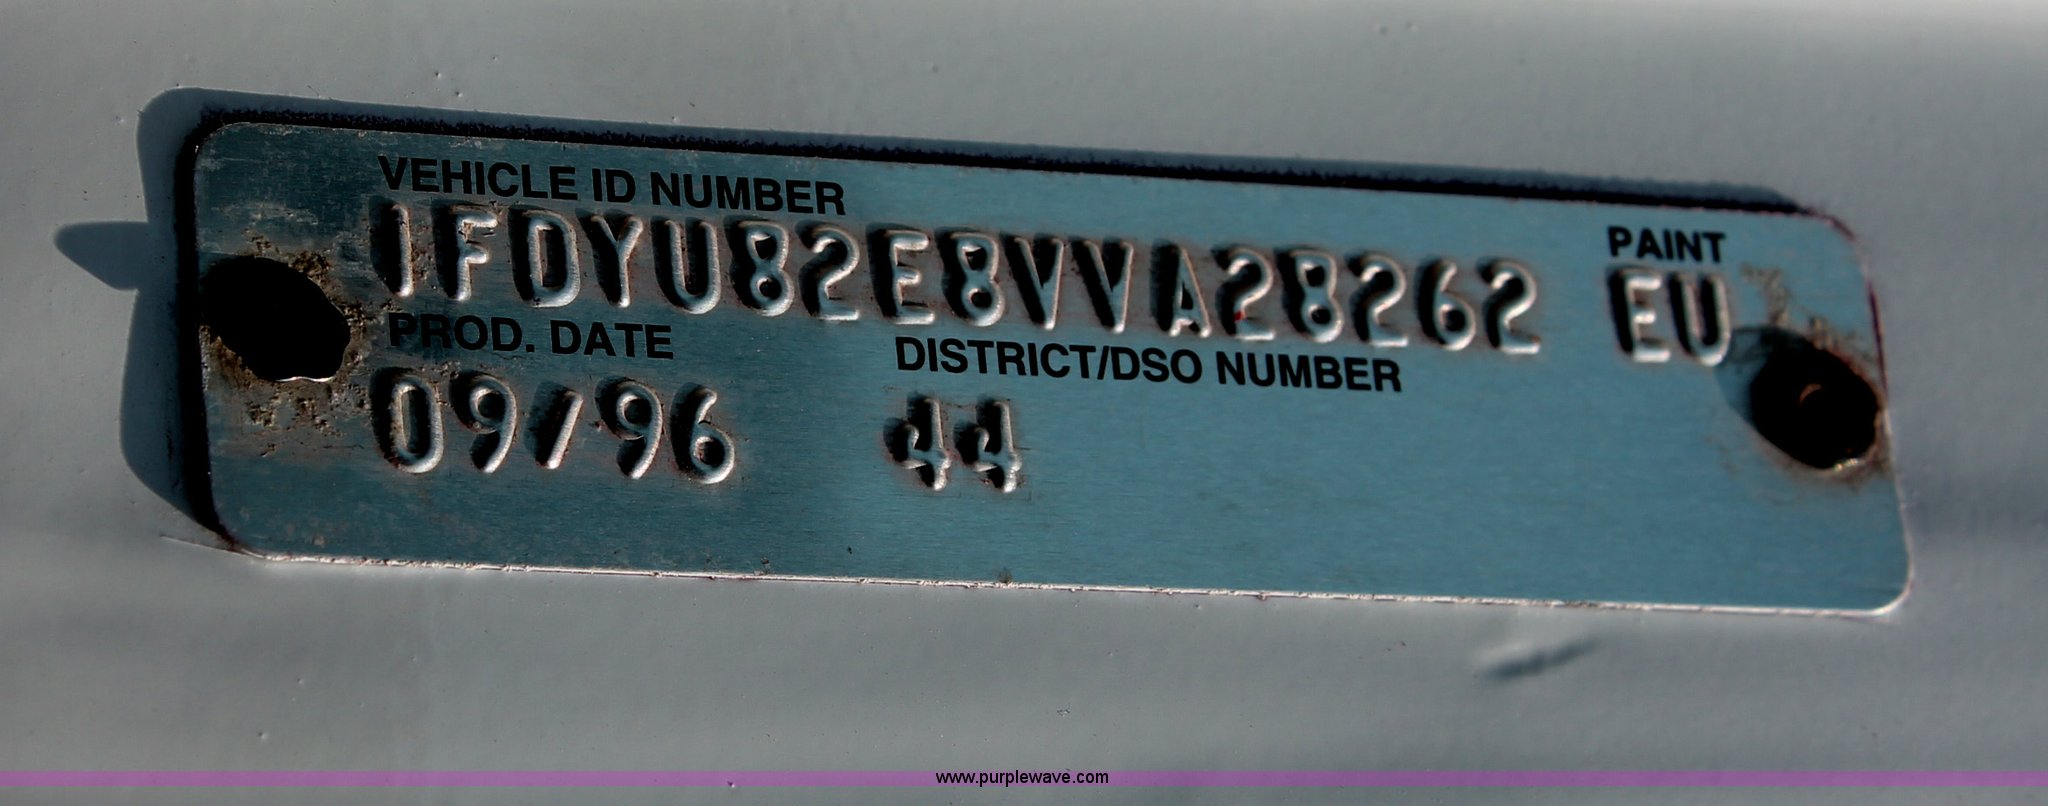 VEHICLE ID NUMBER
1FDYU82E8VVA28262
PAINT
EU
PROD. DATE
09/96
DISTRICT/DSO NUMBER
44
www.purplewave.com